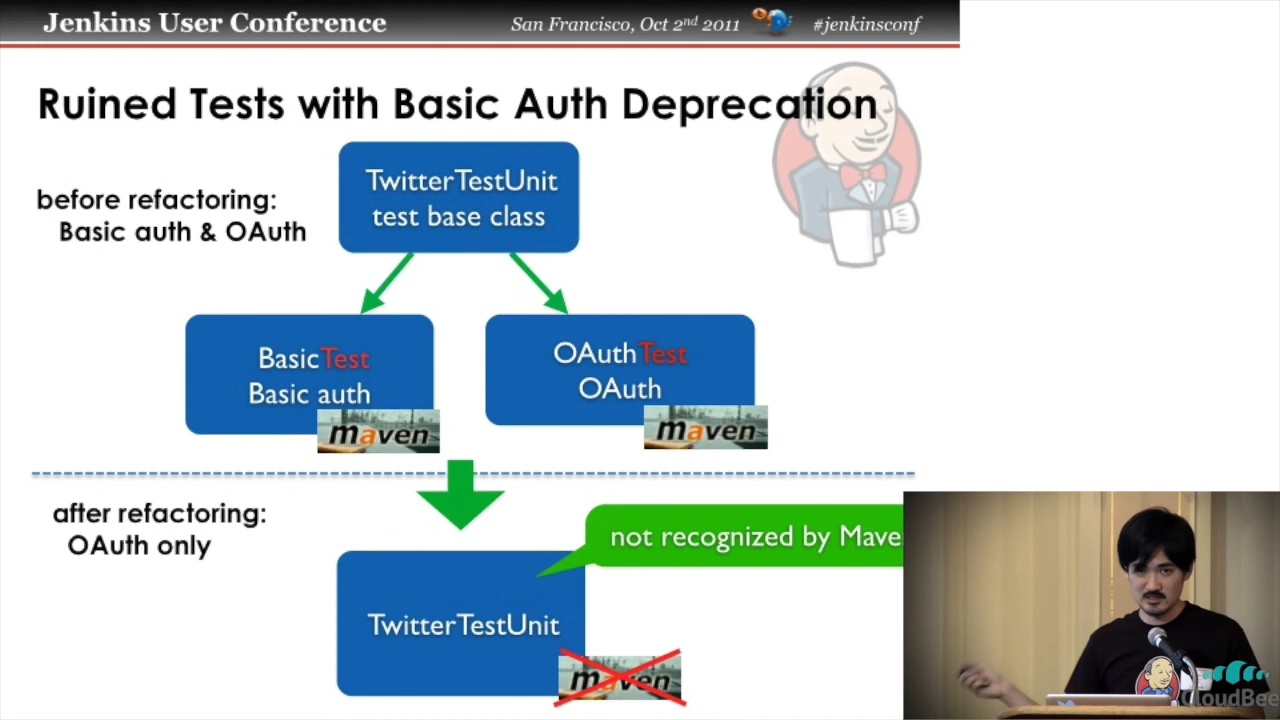 Jenkins User Conference
San Francisco, Oct 2nd 2011
#jenkinsconf
Ruined Tests with Basic Auth Deprecation
before refactoring:
Basic auth & OAuth
TwitterTestUnit
test base class
BasicTest
Basic auth
maven
OAuthTest
OAuth
maven
after refactoring:
OAuth only
not recognized by Mave
TwitterTestUnit
maven
CloudBee